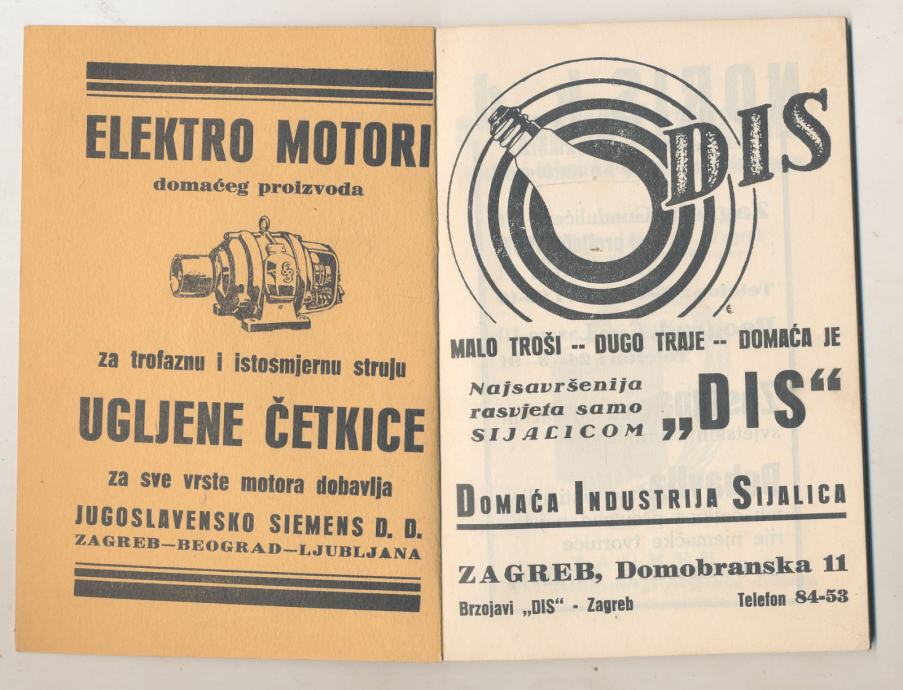 ELEKTRO MOTORI
domaćeg proizvoda
za trofaznu i istosmjernu struju
UGLJENE ČETKICE
za sve vrste motora dobavlja
JUGOSLAVENSKO SIEMENS D. D.
ZAGREB—BEOGRAD—LJUBLJANA
DIS
MALO TROŠI -- DUGO TRAJE -- DOMAĆA JE
Najsavršenija
rasvjeta samo
SIJALICOM „DIS“
DOMAĆA INDUSTRIJA SIJALICA
ZAGREB, Domobranska 11
Brzojavi „DIS“ - Zagreb Telefon 84-53